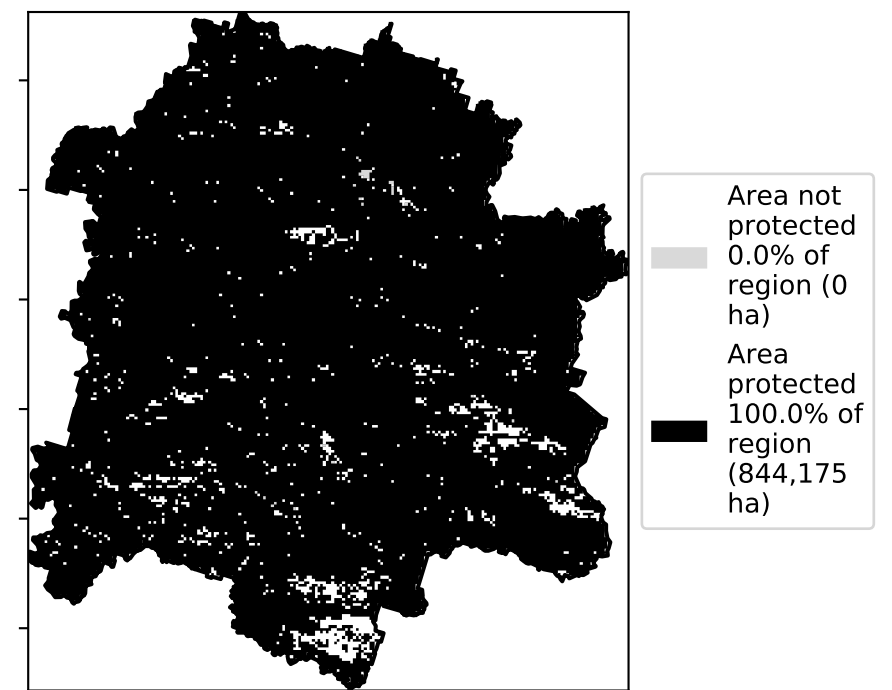 Area not
protected
0.0% of
region (0
ha)
Area
protected
100.0% of
region
(844,175
ha)